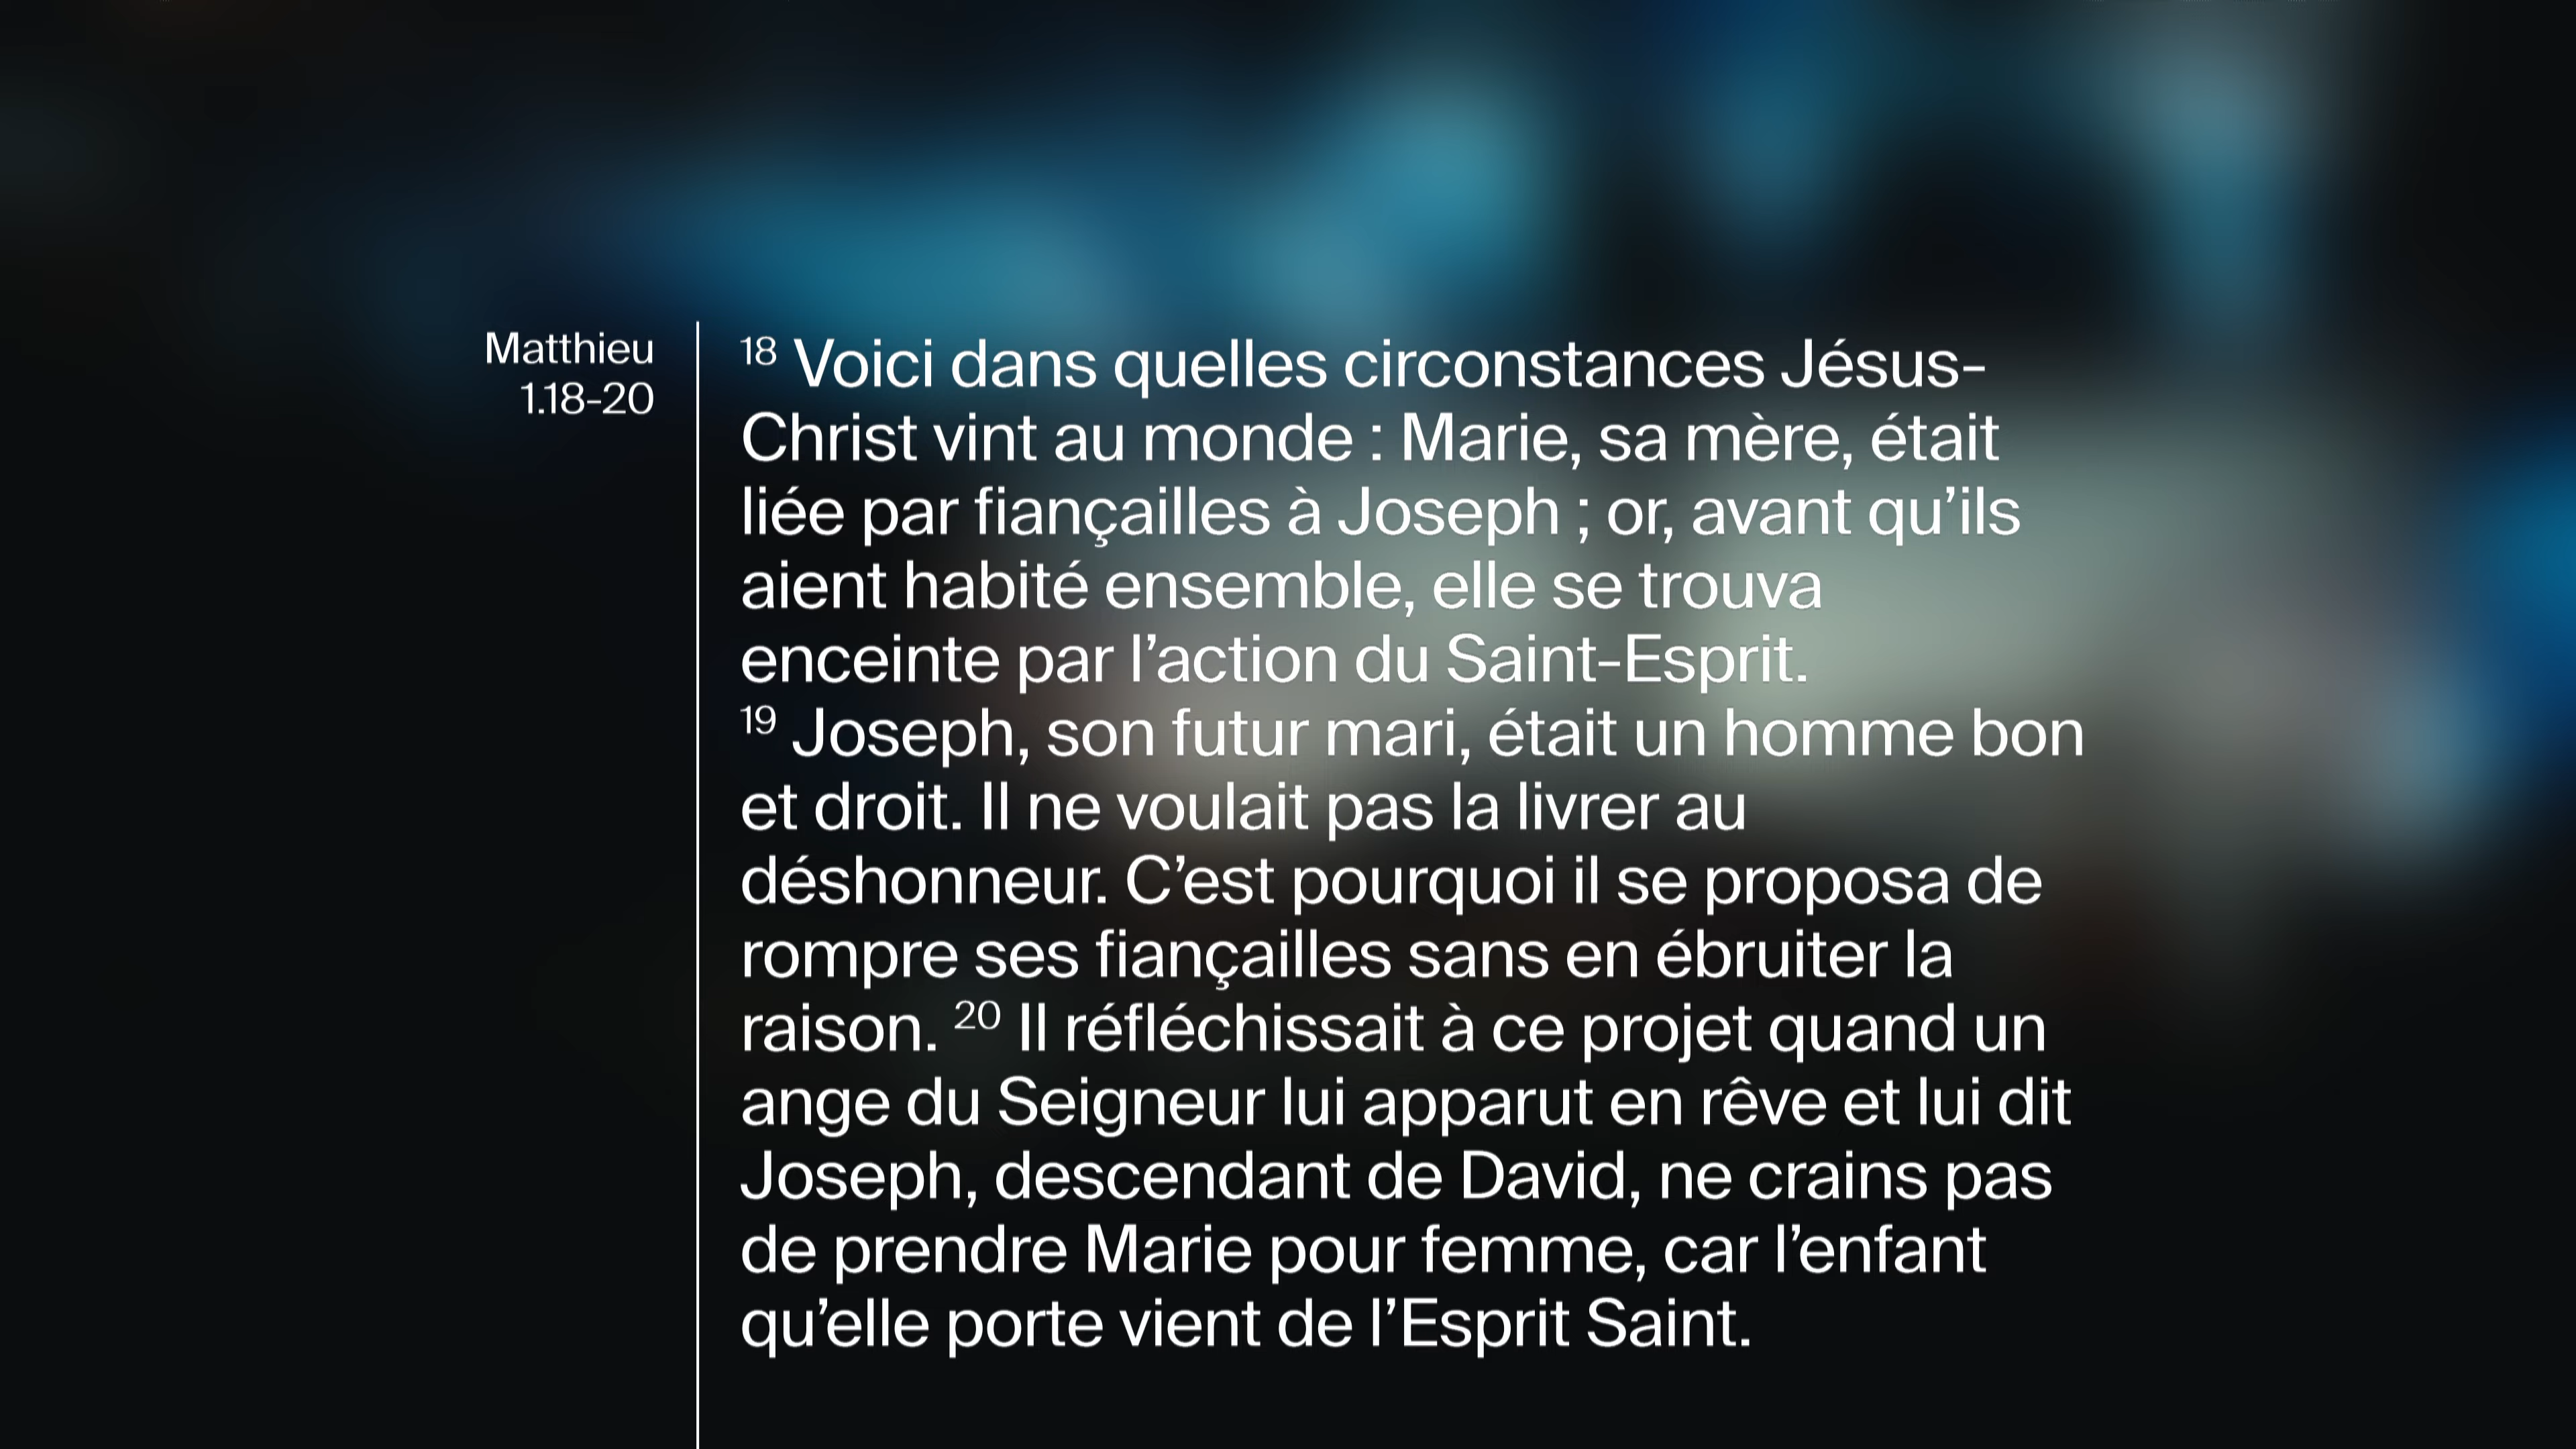 Matthieu
1.18-20
18 Voici dans quelles circonstances Jésus-
Christ vint au monde : Marie, sa mère, était
liée par fiançailles à Joseph ; or, avant qu’ils
aient habité ensemble, elle se trouva
enceinte par l’action du Saint-Esprit.
19 Joseph, son futur mari, était un homme bon
et droit. Il ne voulait pas la livrer au
déshonneur. C’est pourquoi il se proposa de
rompre ses fiançailles sans en ébruiter la
raison. 20 Il réfléchissait à ce projet quand un
ange du Seigneur lui apparut en rêve et lui dit
Joseph, descendant de David, ne crains pas
de prendre Marie pour femme, car l’enfant
qu’elle porte vient de l’Esprit Saint.